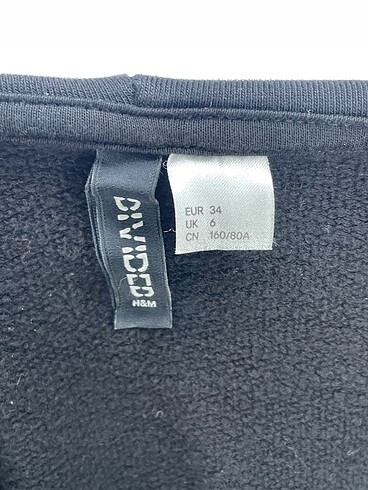 DIVIDED
H&M
EUR 34
UK 6
CN 160/80A